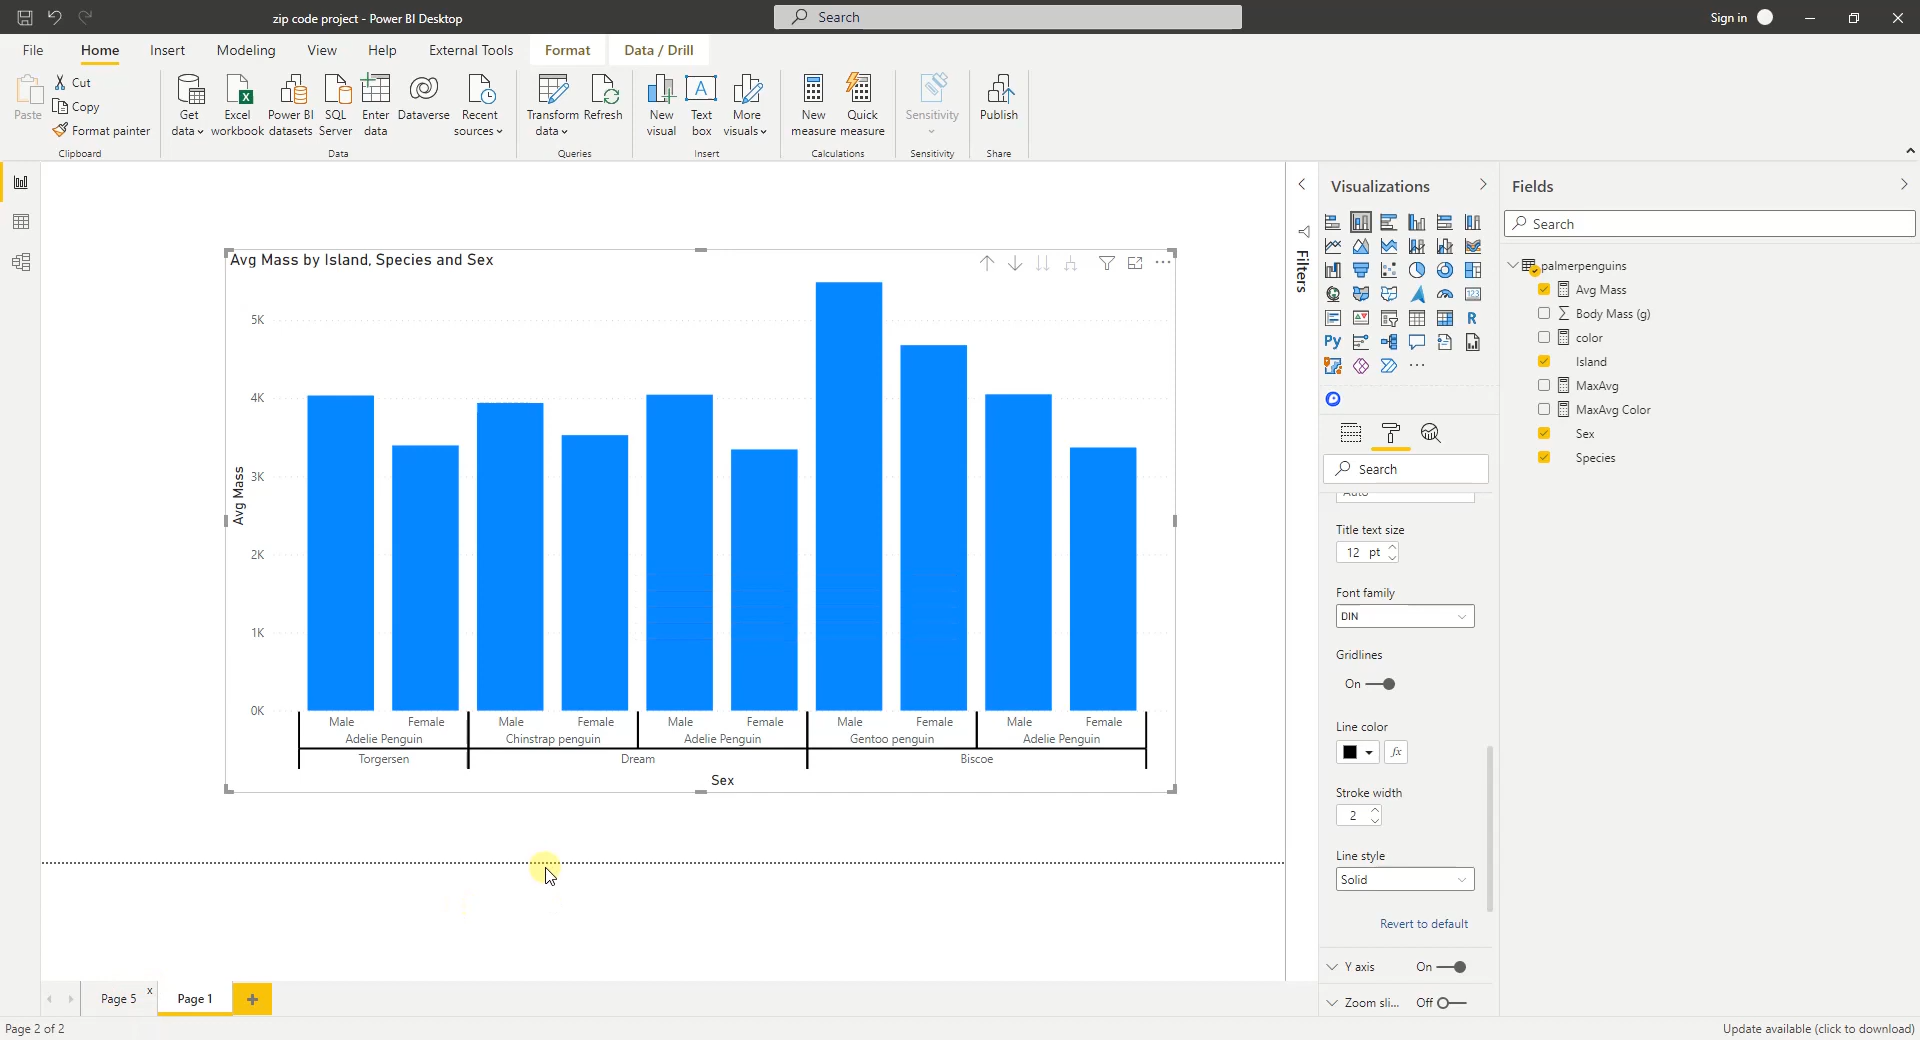 zip code project - Power BI Desktop
Search
Sign in
File
Home
Insert
Modeling
View
Help
External Tools
Format
Data / Drill
Paste
Cut
Copy
Format painter
Clipboard
Get data
Excel workbook
Power BI datasets
SQL Server
Enter data
Dataverse
Recent sources
Data
Transform data
Refresh
Queries
New visual
A
Text box
More visuals
Insert
New measure
Quick measure
Calculations
Sensitivity
Sensitivity
Publish
Share
Avg Mass by Island, Species and Sex
Avg Mass
5K
4K
3K
2K
1K
0K
Male Female Male Female Male Female Male Female Male Female
Adelie Penguin Chinstrap penguin Adelie Penguin Gentoo penguin Adelie Penguin
Torgersen Dream Biscoe
Sex
Filters
Visualizations
123
R
Py
Search
Auto
Title text size
12 pt
Font family
DIN
Gridlines
On
Line color
fx
Stroke width
2
Line style
Solid
Revert to default
Y axis On
Zoom sli... Off
Fields
Search
palmerpenguins
Avg Mass
Body Mass (g)
color
Island
MaxAvg
MaxAvg Color
Sex
Species
Page 5
x
Page 1
Page 2 of 2
Update available (click to download)